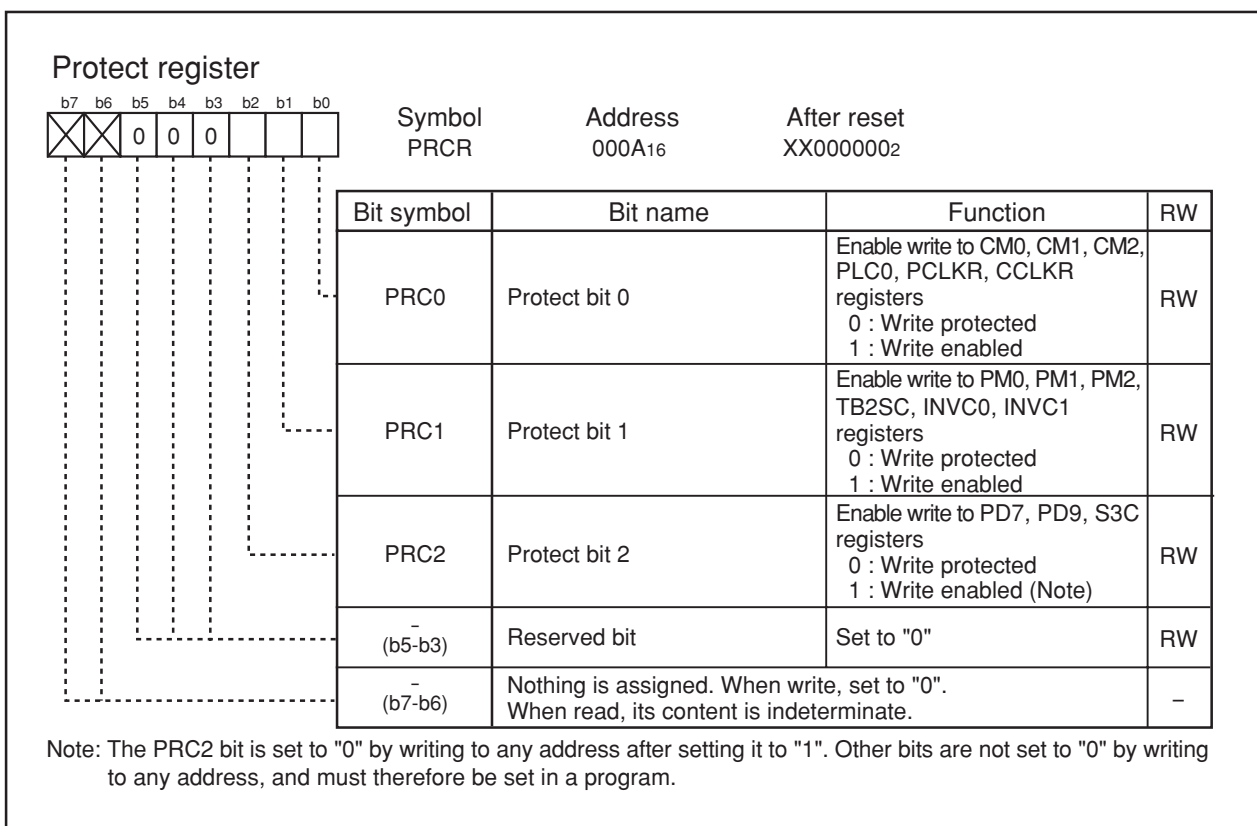 Protect register
b7 b6 b5 b4 b3 b2 b1 b0
0 0 0
Symbol Address After reset
PRCR 000A16 XX0000002
Bit symbol Bit name Function RW
PRC0 Protect bit 0 Enable write to CM0, CM1, CM2,
PLC0, PCLKR, CCLKR
registers
0 : Write protected
1 : Write enabled
RW
PRC1 Protect bit 1 Enable write to PM0, PM1, PM2,
TB2SC, INVC0, INVC1
registers
0 : Write protected
1 : Write enabled
RW
PRC2 Protect bit 2 Enable write to PD7, PD9, S3C
registers
0 : Write protected
1 : Write enabled (Note)
RW
–
(b5-b3) Reserved bit Set to "0" RW
–
(b7-b6) Nothing is assigned. When write, set to "0".
When read, its content is indeterminate.
–
Note: The PRC2 bit is set to "0" by writing to any address after setting it to "1". Other bits are not set to "0" by writing
to any address, and must therefore be set in a program.